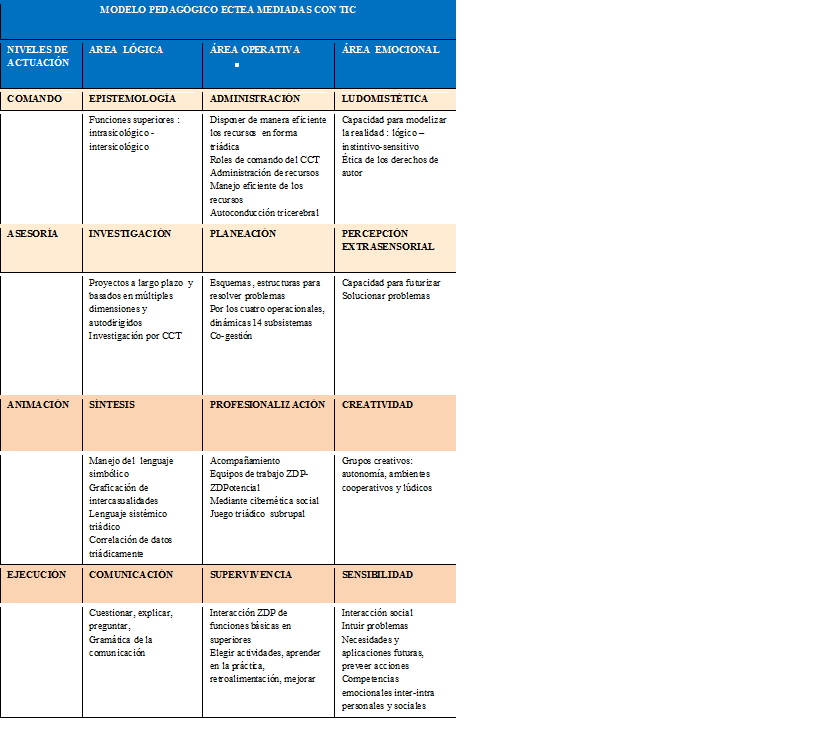 MODELO PEDAGÓGICO ECTEA MEDIADAS CON TIC
NIVELES DE ACTUACIÓN
AREA LÓGICA
ÁREA OPERATIVA
ÁREA EMOCIONAL
COMANDO
EPISTEMOLOGÍA
ADMINISTRACIÓN
LUDOMISTÉTICA
Funciones superiores :
intrasicológico -
intersicológico
Disponer de manera eficiente
los recursos en forma
triádica
Roles de comando del CCT
Administración de recursos
Manejo eficiente de los
recursos
Autoconducción tricerebral
Capacidad para modelizar
la realidad : lógico –
instintivo-sensitivo
Ética de los derechos de
autor
ASESORÍA
INVESTIGACIÓN
PLANEACIÓN
PERCEPCIÓN
EXTRASENSORIAL
Proyectos a largo plazo y
basados en múltiples
dimensiones y
autodirigidos
Investigación por CCT
Esquemas , estructuras para
resolver problemas
Por los cuatro operacionales,
dinámicas 14 subsistemas
Co-gestión
Capacidad para futurizar
Solucionar problemas
ANIMACIÓN
SÍNTESIS
PROFESIONALIZACIÓN
CREATIVIDAD
Manejo del lenguaje
simbólico
Graficación de
intercasualidades
Lenguaje sistémico
triádico
Correlación de datos
triádicamente
Acompañamiento
Equipos de trabajo ZDP-
ZDPotencial
Mediante cibernética social
Juego triádico subrupal
Grupos creativos:
autonomía, ambientes
cooperativos y lúdicos
EJECUCIÓN
COMUNICACIÓN
SUPERVIVENCIA
SENSIBILIDAD
Cuestionar, explicar,
preguntar,
Gramática de la
comunicación
Interacción ZDP de
funciones básicas en
superiores
Elegir actividades, aprender
en la práctica,
retroalimentación, mejorar
Interacción social
Intuir problemas
Necesidades y
aplicaciones futuras,
preveer acciones
Competencias
emocionales inter-intra
personales y sociales